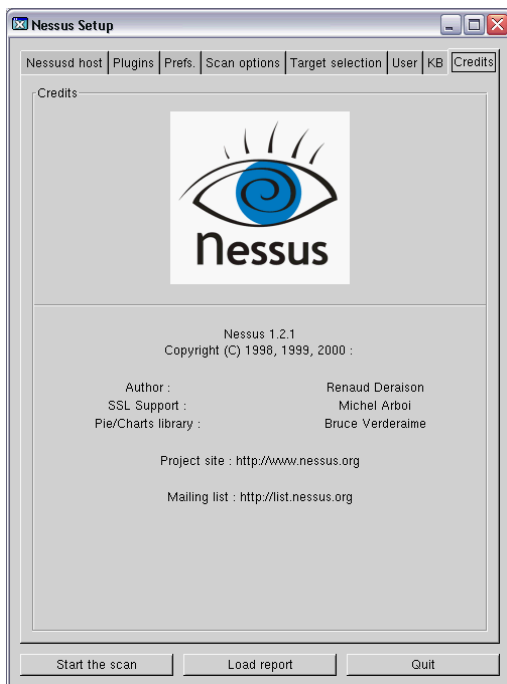 Nessus Setup
Nessusd host Plugins Prefs. Scan options Target selection User KB Credits
Credits
Nessus
Nessus 1.2.1
Copyright (C) 1998, 1999, 2000 :
Author : Renaud Deraison
SSL Support : Michel Arboi
Pie/Charts library : Bruce Verderaime
Project site : http://www.nessus.org
Mailing list : http://list.nessus.org
Start the scan Load report Quit